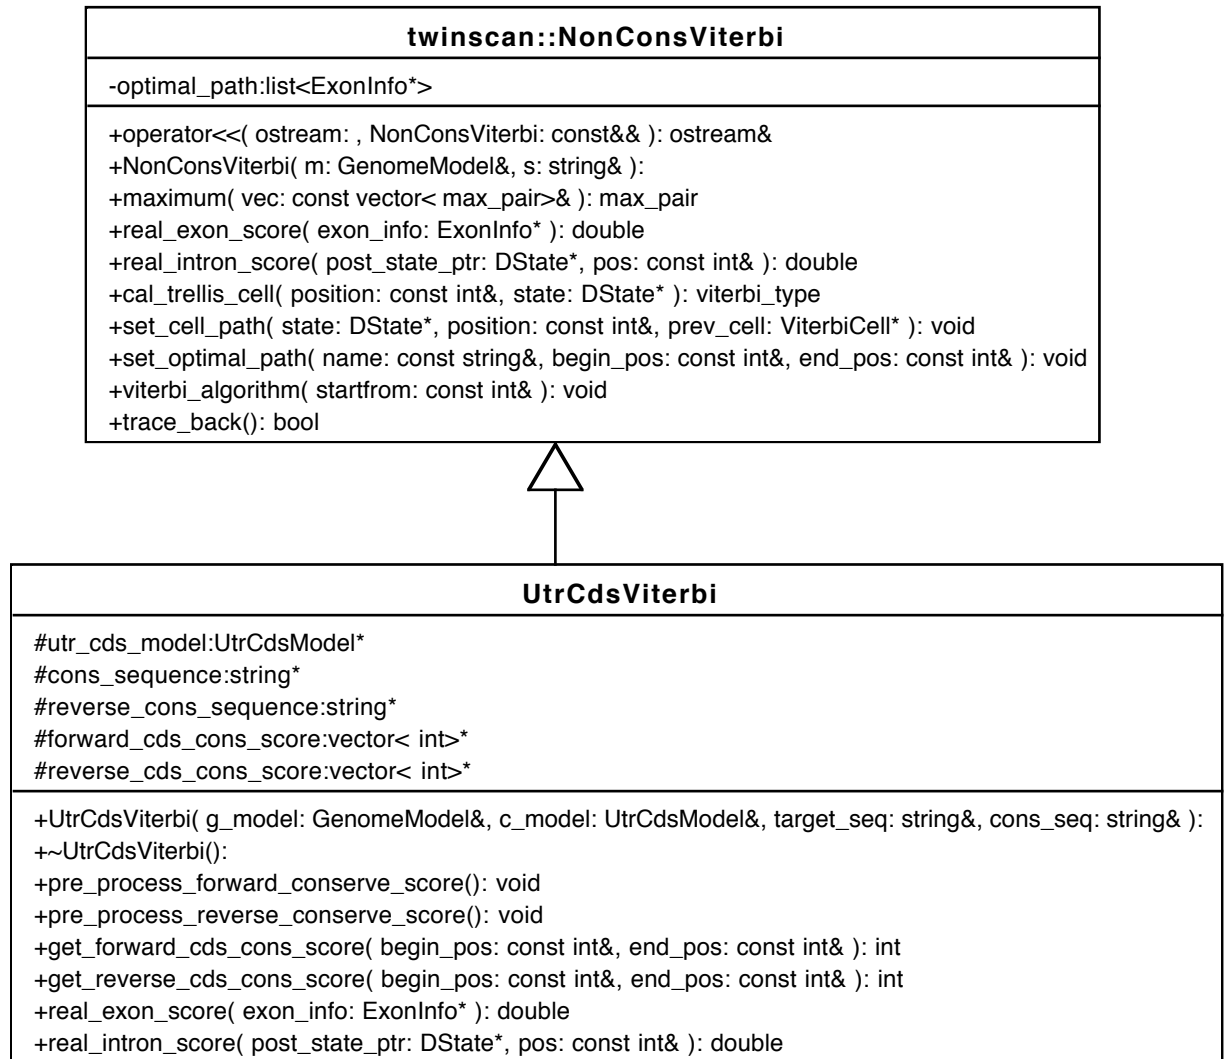 twinscan::NonConsViterbi
-optimal_path:list<ExonInfo*>
+operator<<( ostream: , NonConsViterbi: const&& ): ostream&
+NonConsViterbi( m: GenomeModel&, s: string& ):
+maximum( vec: const vector< max_pair>& ): max_pair
+real_exon_score( exon_info: ExonInfo* ): double
+real_intron_score( post_state_ptr: DState*, pos: const int& ): double
+cal_trellis_cell( position: const int&, state: DState* ): viterbi_type
+set_cell_path( state: DState*, position: const int&, prev_cell: ViterbiCell* ): void
+set_optimal_path( name: const string&, begin_pos: const int&, end_pos: const int& ): void
+viterbi_algorithm( startfrom: const int& ): void
+trace_back(): bool
UtrCdsViterbi
#utr_cds_model:UtrCdsModel*
#cons_sequence:string*
#reverse_cons_sequence:string*
#forward_cds_cons_score:vector< int>*
#reverse_cds_cons_score:vector< int>*
+UtrCdsViterbi( g_model: GenomeModel&, c_model: UtrCdsModel&, target_seq: string&, cons_seq: string& ):
+~UtrCdsViterbi():
+pre_process_forward_conserve_score(): void
+pre_process_reverse_conserve_score(): void
+get_forward_cds_cons_score( begin_pos: const int&, end_pos: const int& ): int
+get_reverse_cds_cons_score( begin_pos: const int&, end_pos: const int& ): int
+real_exon_score( exon_info: ExonInfo* ): double
+real_intron_score( post_state_ptr: DState*, pos: const int& ): double